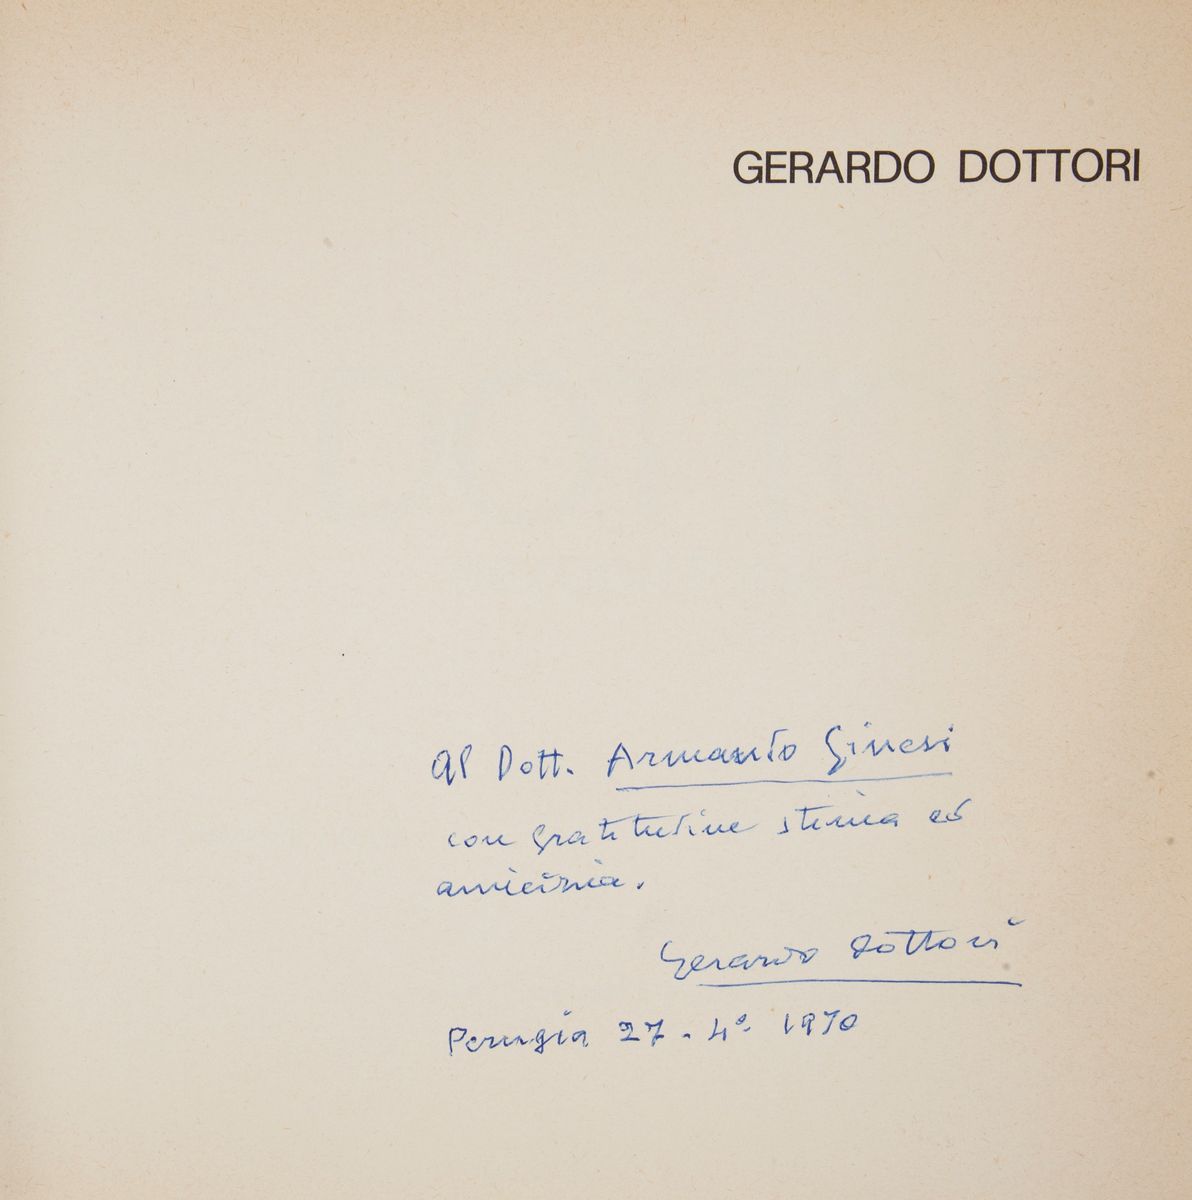 GERARDO DOTTORI
Al Dott. Armando Ginesi
con gratitudine stima ed
amicizia.
Gerardo Dottori
Perugia 27 - 4°- 1970